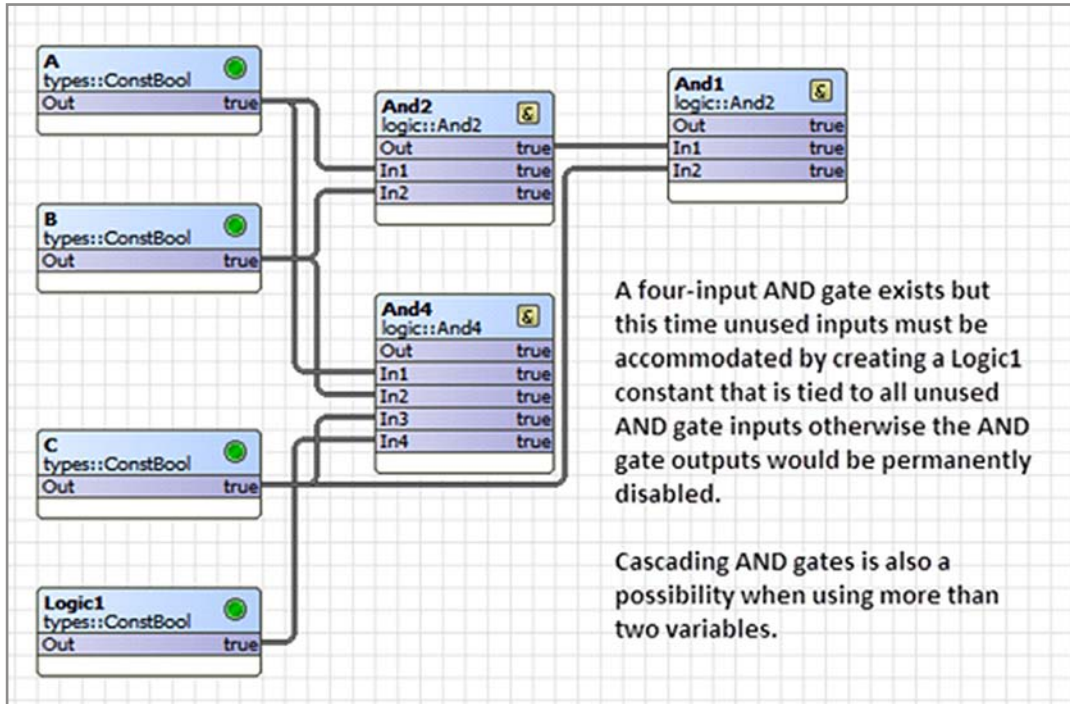 A
types::ConstBool
Out true
And2
logic::And2
Out true
In1 true
In2 true
And1
logic::And2
Out true
In1 true
In2 true
B
types::ConstBool
Out true
And4
logic::And4
Out true
In1 true
In2 true
In3 true
In4 true
C
types::ConstBool
Out true
Logic1
types::ConstBool
Out true
&
&
&
A four-input AND gate exists but
this time unused inputs must be
accommodated by creating a Logic1
constant that is tied to all unused
AND gate inputs otherwise the AND
gate outputs would be permanently
disabled.
Cascading AND gates is also a
possibility when using more than
two variables.